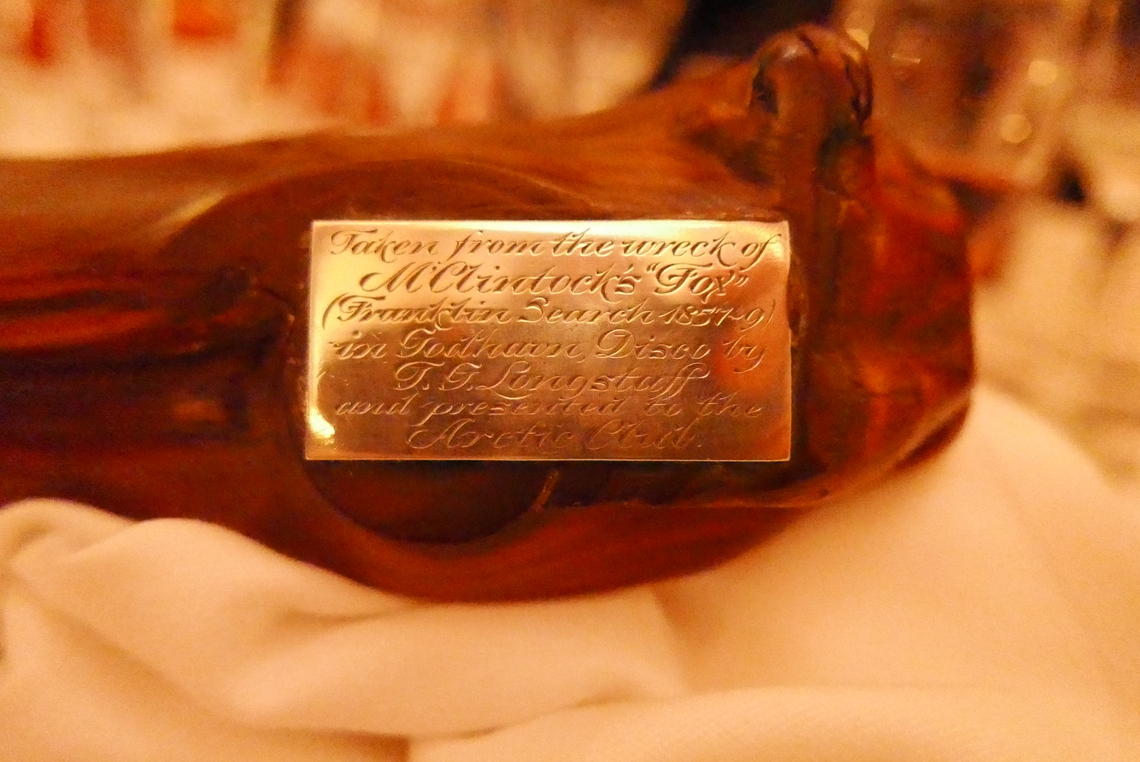 Taken from the wreck of
McClintock's "Fox"
(Franklin Search 1857-9)
in Godhavn, Disco by
T. G. Longstaff
and presented to the
Arctic Club.